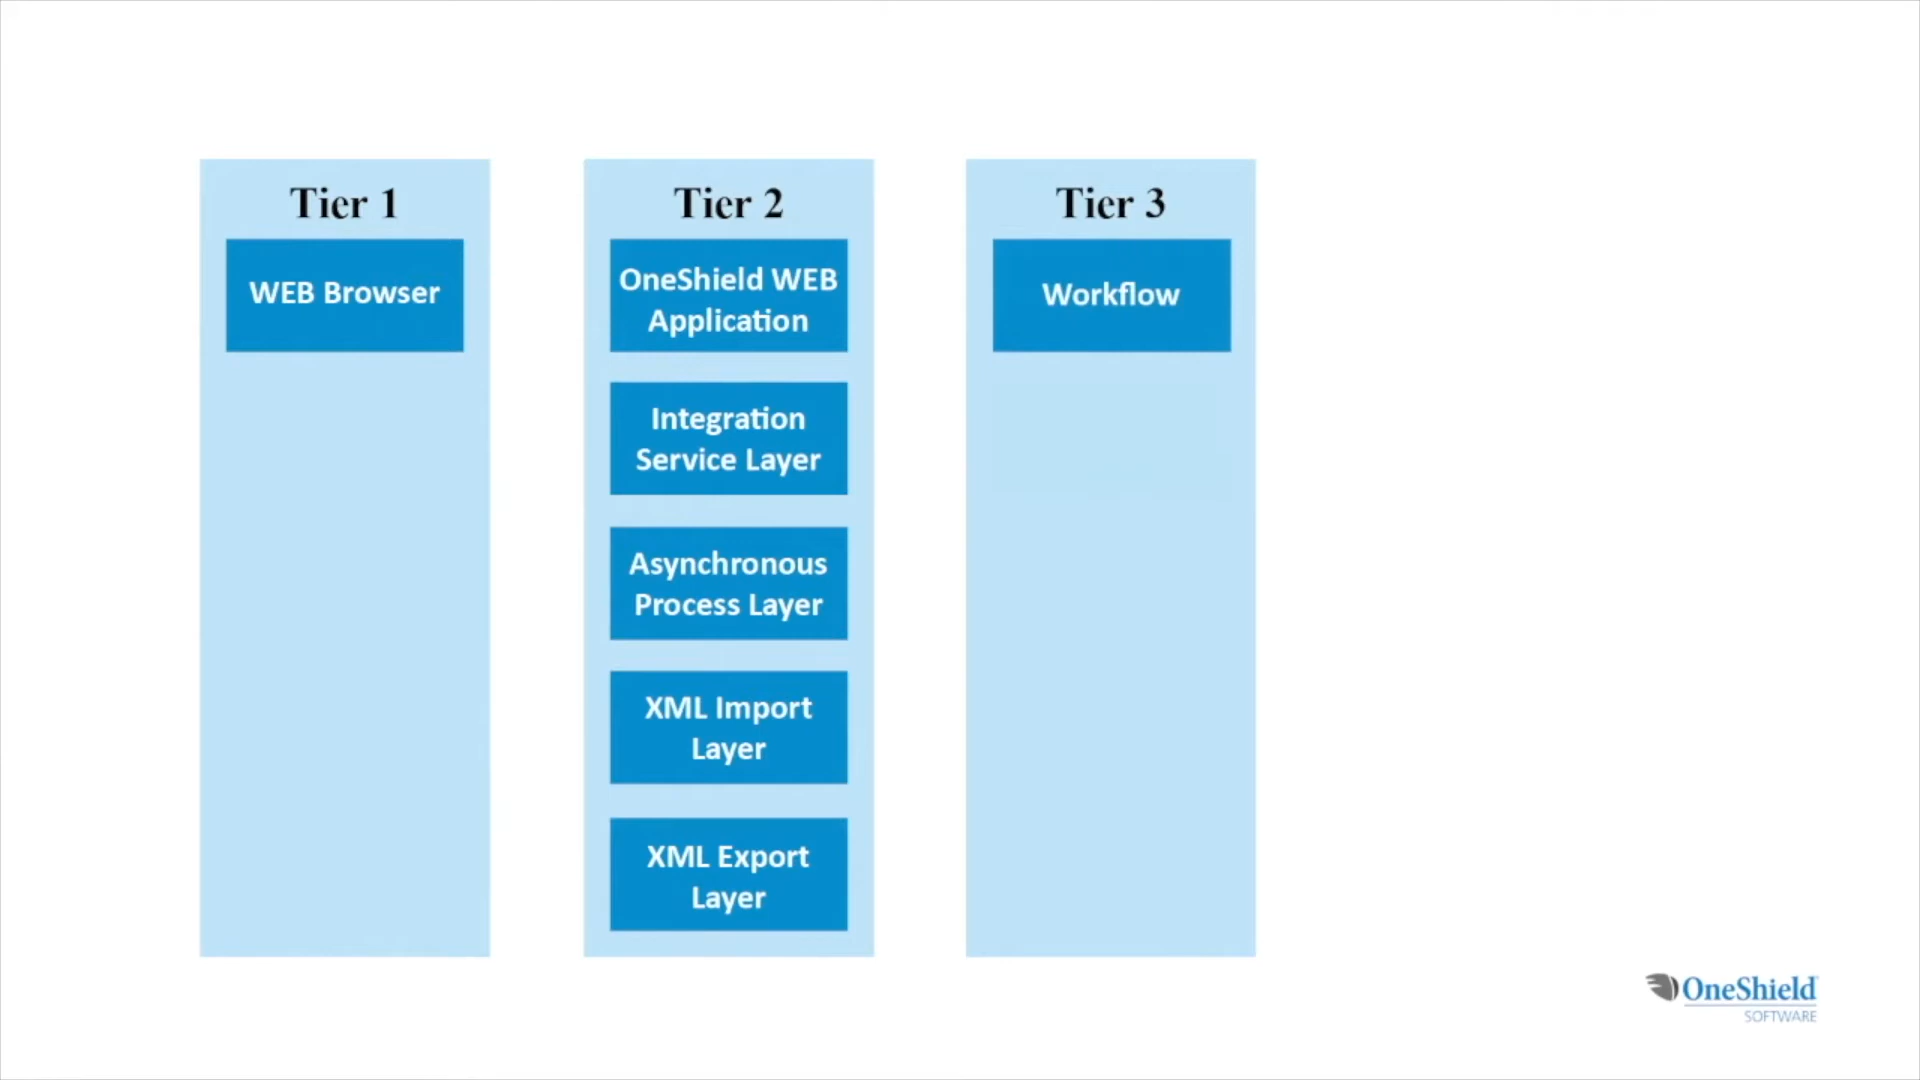 Tier 1
WEB Browser
Tier 2
OneShield WEB
Application
Integration
Service Layer
Asynchronous
Process Layer
XML Import
Layer
XML Export
Layer
Tier 3
Workflow
OneShield
SOFTWARE